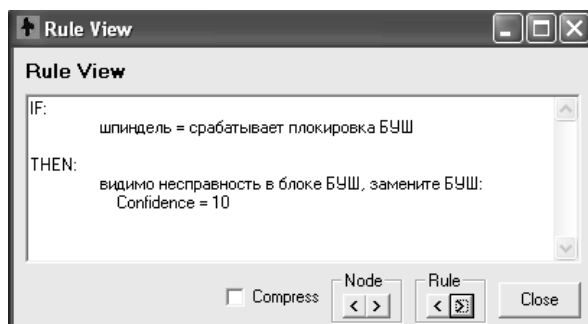 Rule View
Rule View
IF:
шпиндель = срабатывает плокировка БУШ
THEN:
видимо несправность в блоке БУШ, замените БУШ:
Confidence = 10
Compress
Node
< >
Rule
< >
Close